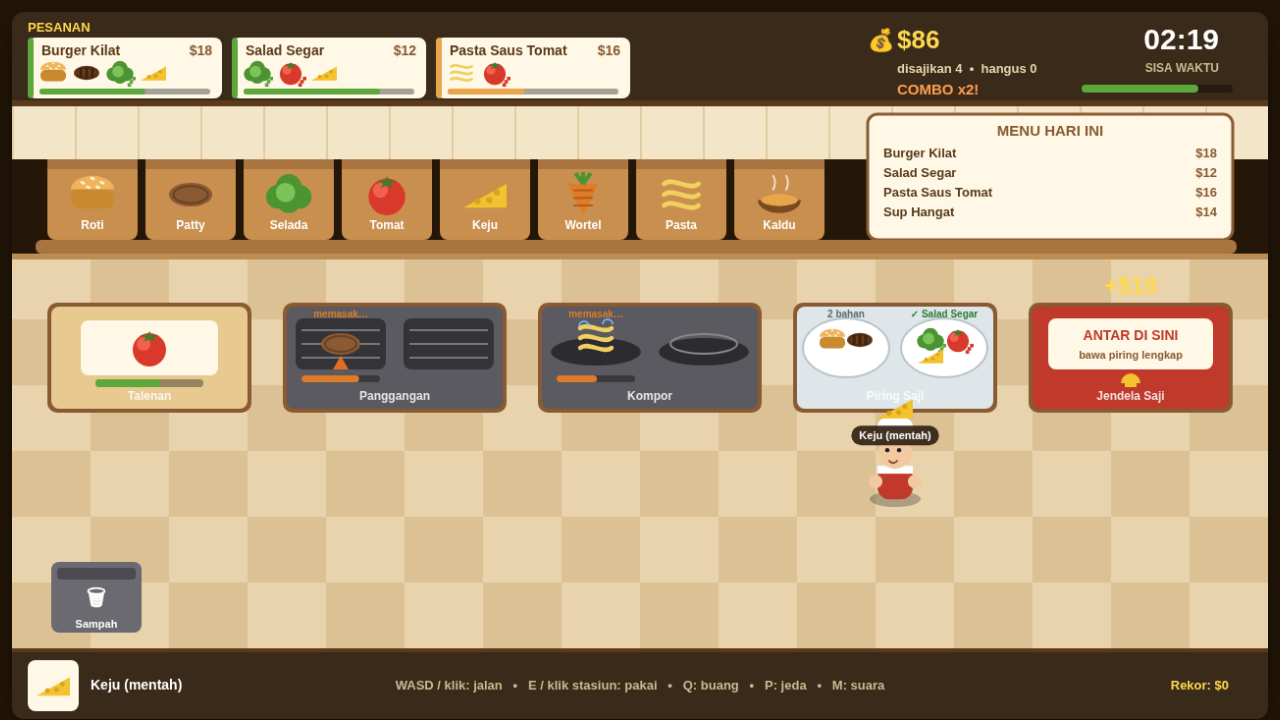 PESANAN
Burger Kilat $18
Salad Segar $12
Pasta Saus Tomat $16
$86
disajikan 4 • hangus 0
COMBO x2!
02:19
SISA WAKTU
MENU HARI INI
Burger Kilat $18
Salad Segar $12
Pasta Saus Tomat $16
Sup Hangat $14
Roti
Patty
Selada
Tomat
Keju
Wortel
Pasta
Kaldu
+$18
Talenan
memasak...
Panggangan
memasak...
Kompor
2 bahan
✓ Salad Segar
Piring Saji
ANTAR DI SINI
bawa piring lengkap
Jendela Saji
Keju (mentah)
Sampah
Keju (mentah)
WASD / klik: jalan • E / klik stasiun: pakai • Q: buang • P: jeda • M: suara
Rekor: $0